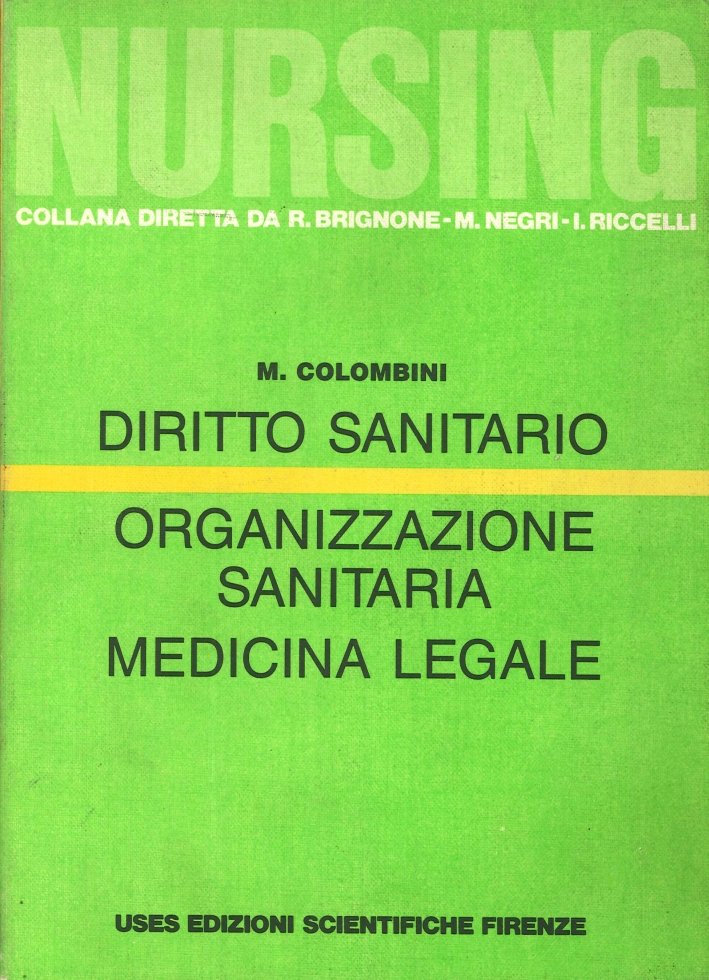 NURSING
COLLANA DIRETTA DA R. BRIGNONE - M. NEGRI - I. RICCELLI
M. COLOMBINI
DIRITTO SANITARIO
ORGANIZZAZIONE
SANITARIA
MEDICINA LEGALE
USES EDIZIONI SCIENTIFICHE FIRENZE